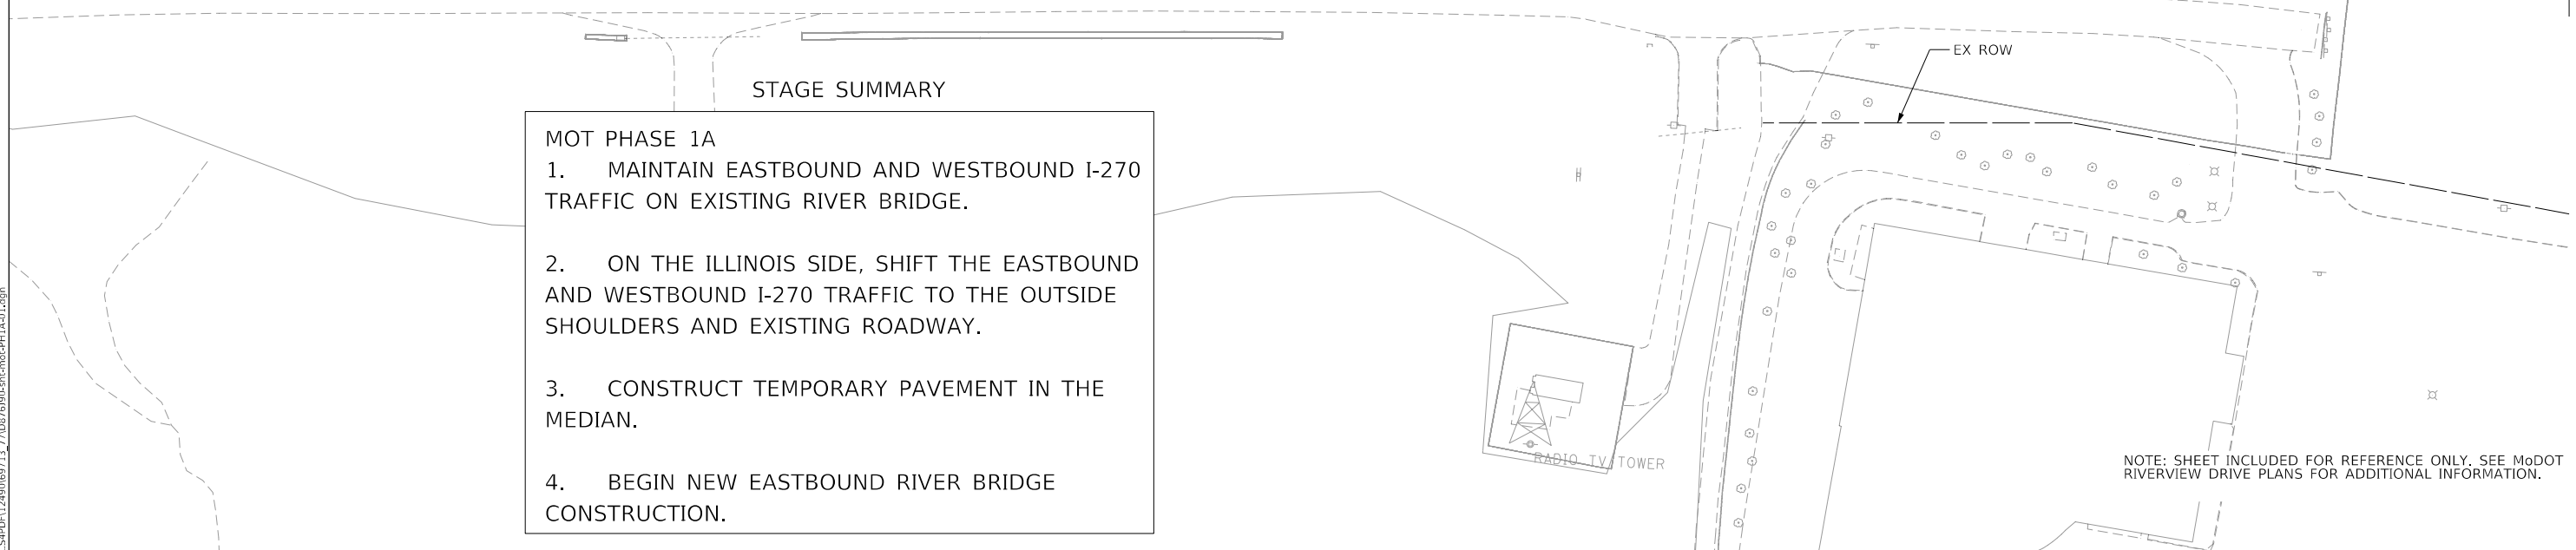 EX ROW
STAGE SUMMARY
MOT PHASE 1A
1. MAINTAIN EASTBOUND AND WESTBOUND I-270
TRAFFIC ON EXISTING RIVER BRIDGE.
2. ON THE ILLINOIS SIDE, SHIFT THE EASTBOUND
AND WESTBOUND I-270 TRAFFIC TO THE OUTSIDE
SHOULDERS AND EXISTING ROADWAY.
3. CONSTRUCT TEMPORARY PAVEMENT IN THE
MEDIAN.
4. BEGIN NEW EASTBOUND RIVER BRIDGE
CONSTRUCTION.
RADIO TV TOWER
NOTE: SHEET INCLUDED FOR REFERENCE ONLY. SEE MoDOT
RIVERVIEW DRIVE PLANS FOR ADDITIONAL INFORMATION.